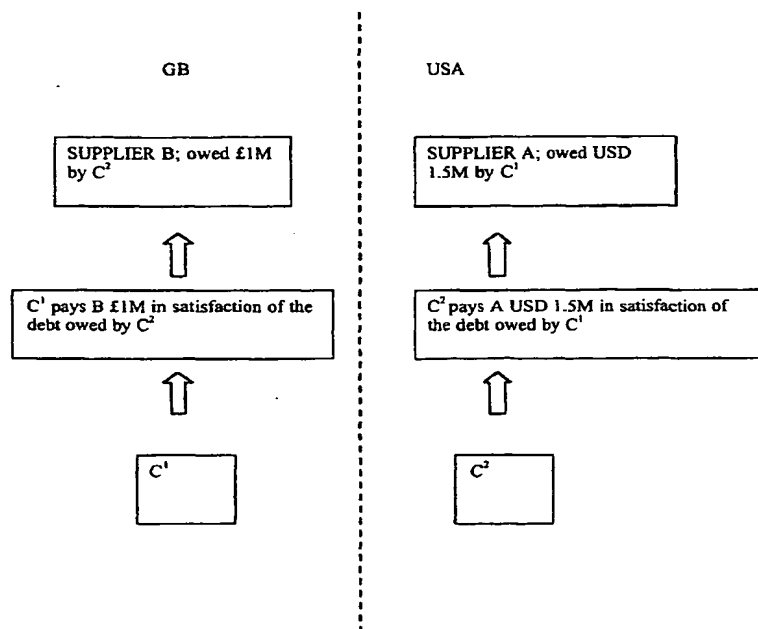 GB
USA
SUPPLIER B; owed £1M
by C²
SUPPLIER A; owed USD
1.5M by C¹
C¹ pays B £1M in satisfaction of the
debt owed by C²
C² pays A USD 1.5M in satisfaction of
the debt owed by C¹
C¹
C²